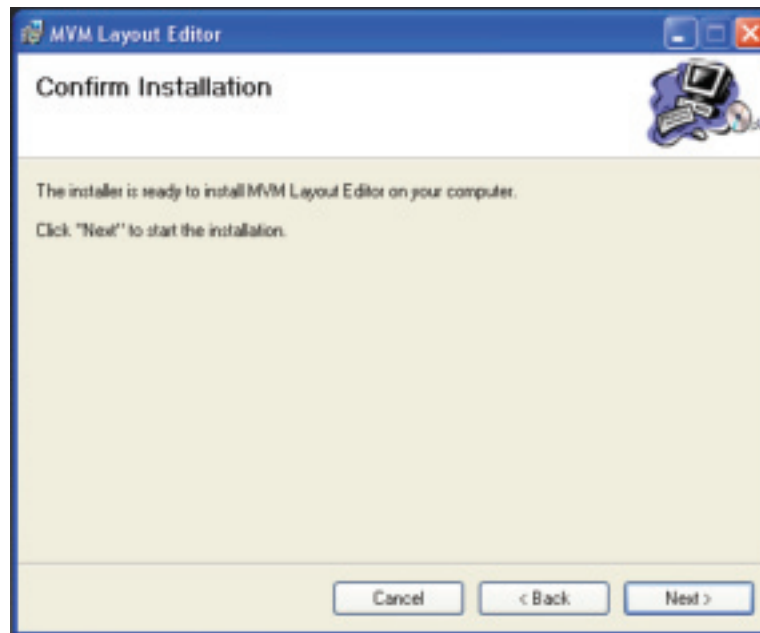 MVM Layout Editor
Confirm Installation
The installer is ready to install MVM Layout Editor on your computer.
Click "Next" to start the installation.
Cancel
< Back
Next >